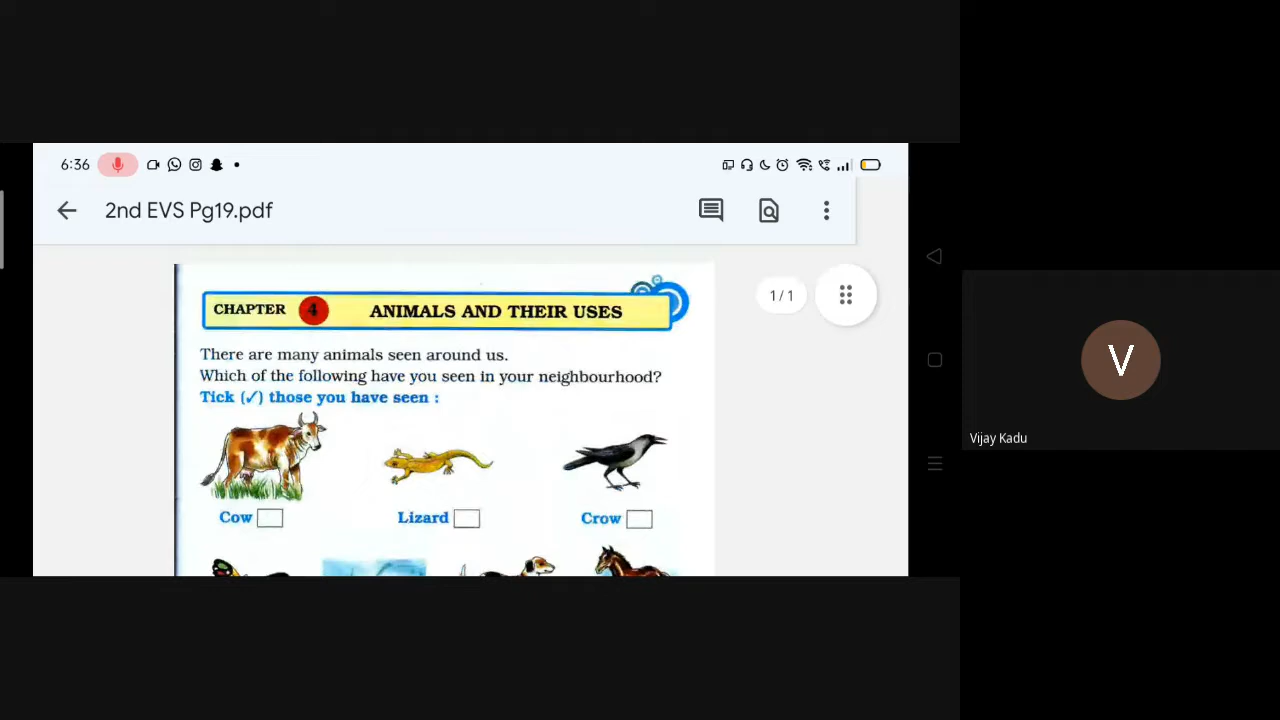 6:36
2nd EVS Pg19.pdf
1/1
CHAPTER 4 ANIMALS AND THEIR USES
There are many animals seen around us.
Which of the following have you seen in your neighbourhood?
Tick (✓) those you have seen :
Cow Lizard Crow
V
Vijay Kadu